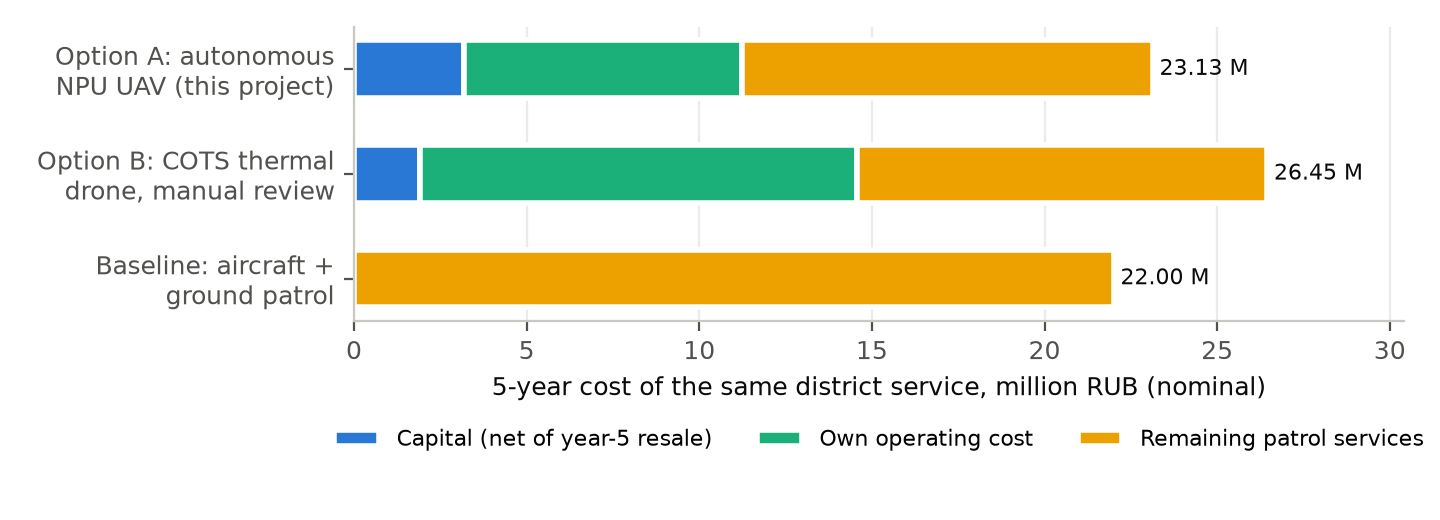 Option A: autonomous
NPU UAV (this project)
23.13 M
Option B: COTS thermal
drone, manual review
26.45 M
Baseline: aircraft +
ground patrol
22.00 M
0 5 10 15 20 25 30
5-year cost of the same district service, million RUB (nominal)
Capital (net of year-5 resale) Own operating cost Remaining patrol services